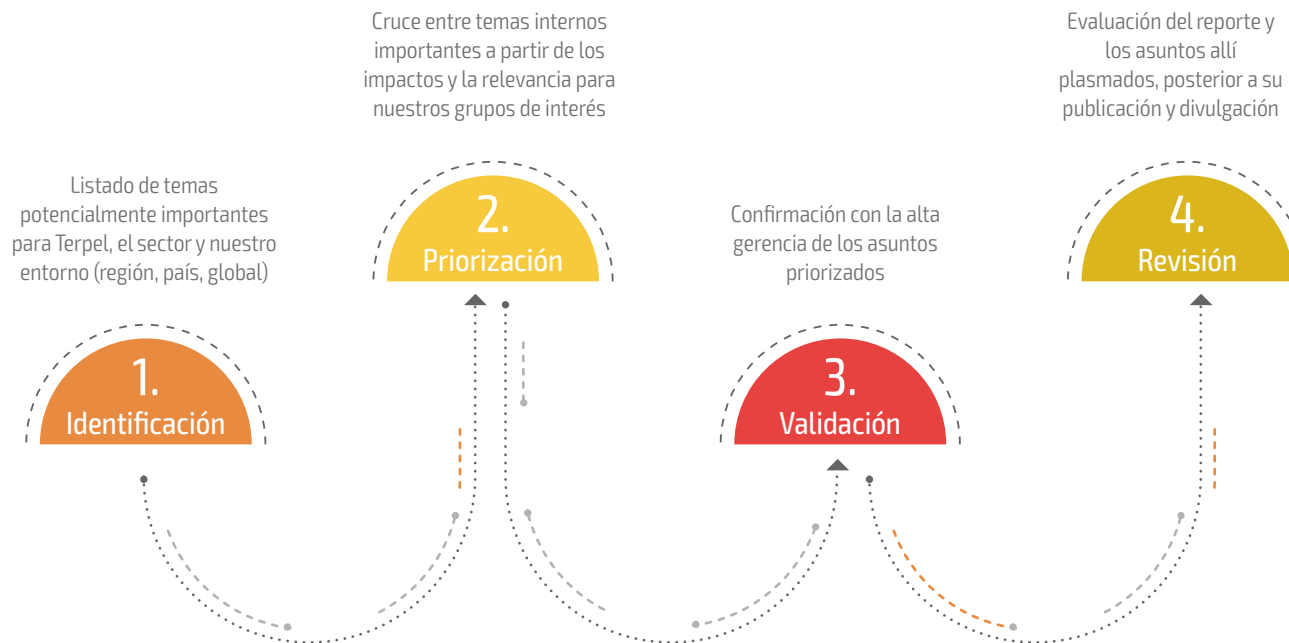 Listado de temas
potencialmente importantes
para Terpel, el sector y nuestro
entorno (región, país, global)
1.
Identificación
Cruce entre temas internos
importantes a partir de los
impactos y la relevancia para
nuestros grupos de interés
2.
Priorización
Confirmación con la alta
gerencia de los asuntos
priorizados
3.
Validación
Evaluación del reporte y
los asuntos allí
plasmados, posterior a su
publicación y divulgación
4.
Revisión